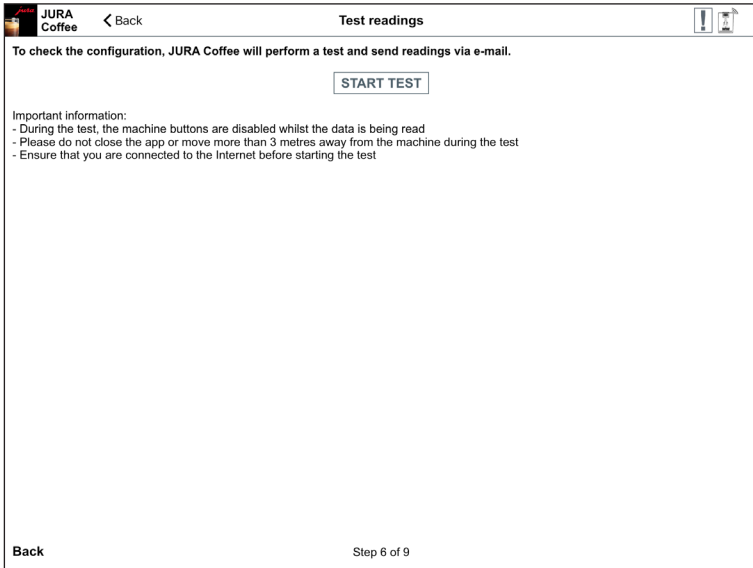 jura
JURA
Coffee
Back
Test readings
To check the configuration, JURA Coffee will perform a test and send readings via e-mail.
START TEST
Important information:
- During the test, the machine buttons are disabled whilst the data is being read
- Please do not close the app or move more than 3 metres away from the machine during the test
- Ensure that you are connected to the Internet before starting the test
Back
Step 6 of 9